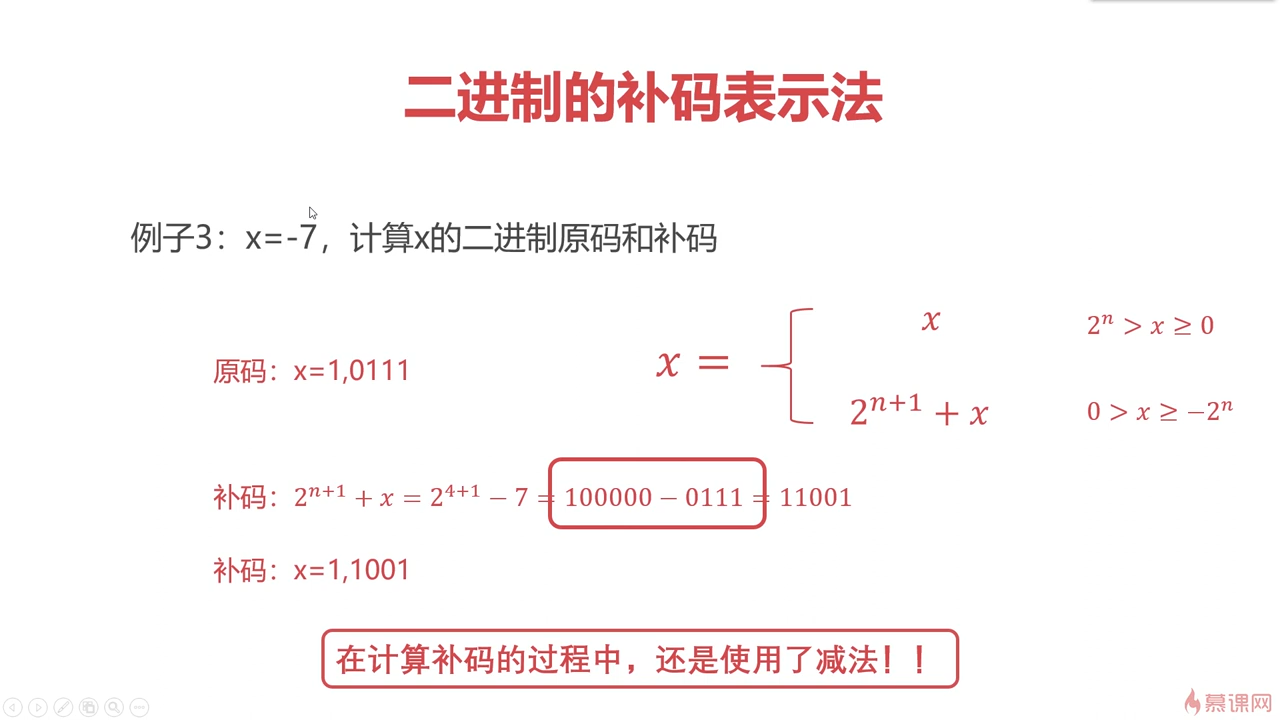 二进制的补码表示法
例子3：x=-7，计算x的二进制原码和补码
原码：x=1,0111
x = { x 2^n > x ≥ 0
2^{n+1} + x 0 > x ≥ −2^n
补码：2^{n+1} + x = 2^{4+1} − 7 = 100000 − 0111 = 11001
补码：x=1,1001
在计算补码的过程中，还是使用了减法！！
慕课网